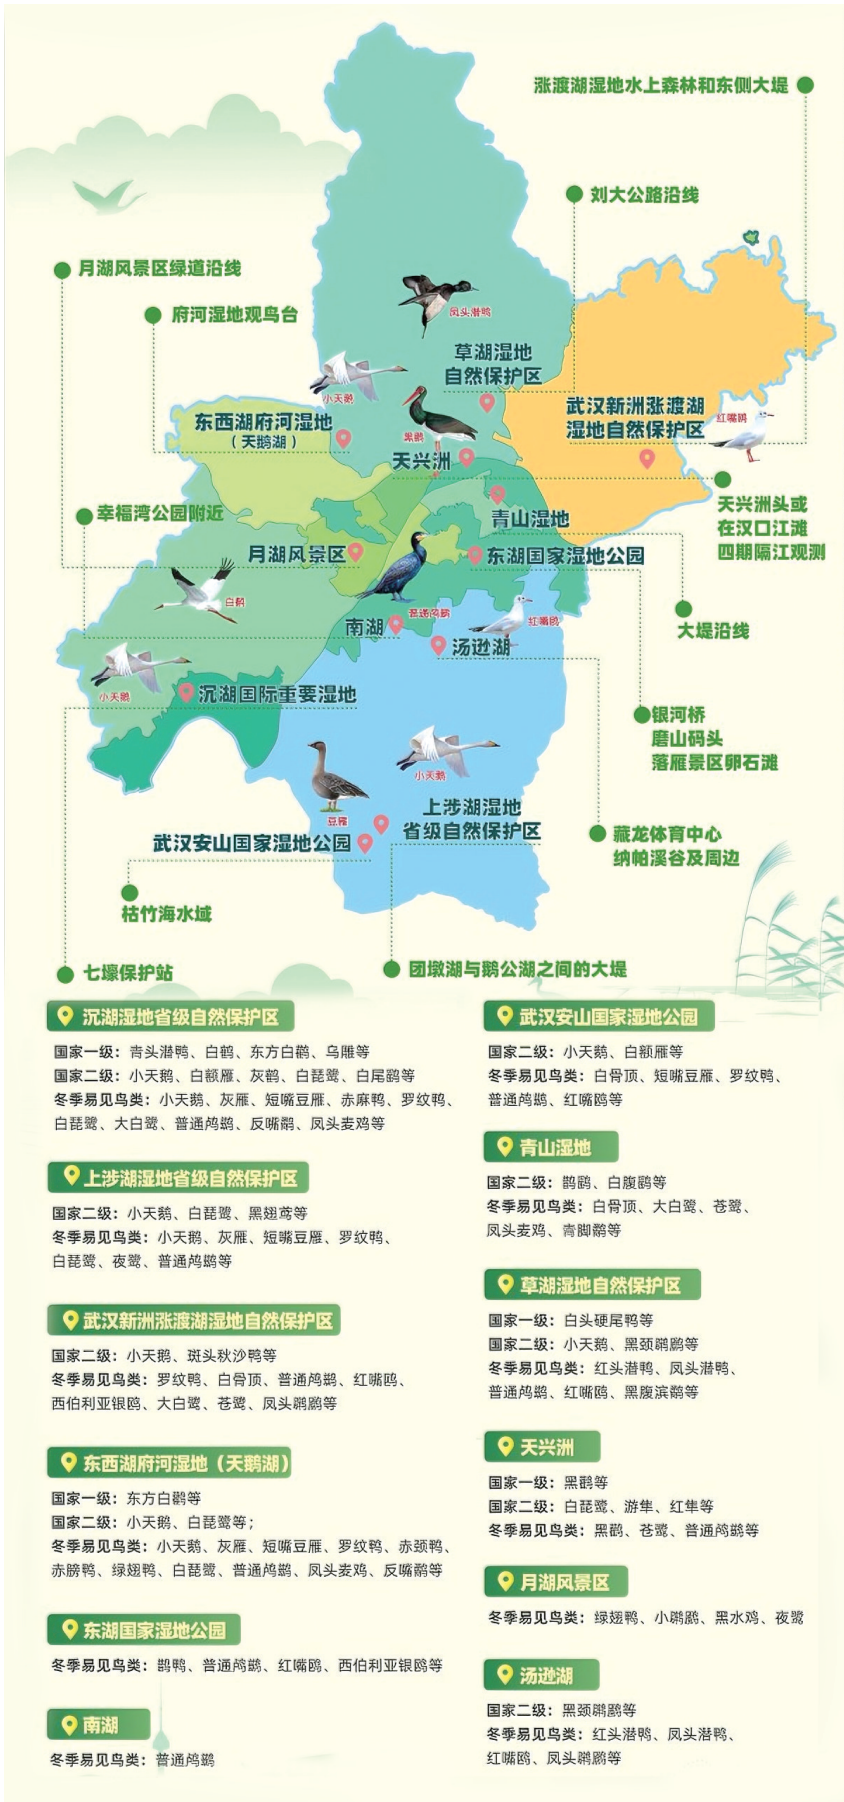 涨渡湖湿地水上森林和东侧大堤
刘大公路沿线
月湖风景区绿道沿线
府河湿地观鸟台
凤头潜鸭
草湖湿地
自然保护区
小天鹅
武汉新洲涨渡湖
湿地自然保护区
红嘴鸥
东西湖府河湿地
（天鹅湖）
黑鹳
天兴洲
天兴洲头或
在汉口江滩
四期隔江观测
幸福湾公园附近
青山湿地
月湖风景区
东湖国家湿地公园
白鹤
普通鸬鹚
红嘴鸥
大堤沿线
南湖
汤逊湖
小天鹅
沉湖国际重要湿地
银河桥
磨山码头
落雁景区卵石滩
小天鹅
豆雁
上涉湖湿地
省级自然保护区
武汉安山国家湿地公园
藏龙体育中心
纳帕溪谷及周边
枯竹海水域
七壕保护站
团墩湖与鹅公湖之间的大堤
沉湖湿地省级自然保护区
国家一级：青头潜鸭、白鹤、东方白鹳、乌雕等
国家二级：小天鹅、白额雁、灰鹤、白琵鹭、白尾鹞等
冬季易见鸟类：小天鹅、灰雁、短嘴豆雁、赤麻鸭、罗纹鸭、
白琵鹭、大白鹭、普通鸬鹚、反嘴鹬、凤头麦鸡等
上涉湖湿地省级自然保护区
国家二级：小天鹅、白琵鹭、黑翅鸢等
冬季易见鸟类：小天鹅、灰雁、短嘴豆雁、罗纹鸭、
白琵鹭、夜鹭、普通鸬鹚等
武汉新洲涨渡湖湿地自然保护区
国家二级：小天鹅、斑头秋沙鸭等
冬季易见鸟类：罗纹鸭、白骨顶、普通鸬鹚、红嘴鸥、
西伯利亚银鸥、大白鹭、苍鹭、凤头䴙䴘等
东西湖府河湿地（天鹅湖）
国家一级：东方白鹳等
国家二级：小天鹅、白琵鹭等；
冬季易见鸟类：小天鹅、灰雁、短嘴豆雁、罗纹鸭、赤颈鸭、
赤膀鸭、绿翅鸭、白琵鹭、普通鸬鹚、凤头麦鸡、反嘴鹬等
东湖国家湿地公园
冬季易见鸟类：鹊鸭、普通鸬鹚、红嘴鸥、西伯利亚银鸥等
南湖
冬季易见鸟类：普通鸬鹚
武汉安山国家湿地公园
国家二级：小天鹅、白额雁等
冬季易见鸟类：白骨顶、短嘴豆雁、罗纹鸭、
普通鸬鹚、红嘴鸥等
青山湿地
国家二级：鹊鹞、白腹鹞等
冬季易见鸟类：白骨顶、大白鹭、苍鹭、
凤头麦鸡、青脚鹬等
草湖湿地自然保护区
国家一级：白头硬尾鸭等
国家二级：小天鹅、黑颈䴙䴘等
冬季易见鸟类：红头潜鸭、凤头潜鸭、
普通鸬鹚、红嘴鸥、黑腹滨鹬等
天兴洲
国家一级：黑鹳等
国家二级：白琵鹭、游隼、红隼等
冬季易见鸟类：黑鹳、苍鹭、普通鸬鹚等
月湖风景区
冬季易见鸟类：绿翅鸭、小䴙䴘、黑水鸡、夜鹭
汤逊湖
国家二级：黑颈䴙䴘等
冬季易见鸟类：红头潜鸭、凤头潜鸭、
红嘴鸥、凤头䴙䴘等